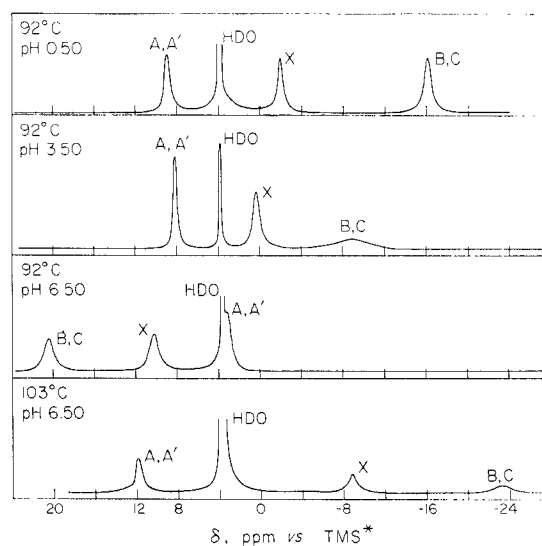 92°C
pH 0.50
A,A'
HDO
X
B,C
92°C
pH 3.50
A,A'
HDO
X
B,C
92°C
pH 6.50
B,C
X
HDO
A,A'
103°C
pH 6.50
A,A'
HDO
X
B,C
20 12 8 0 -8 -16 -24
δ, ppm vs TMS*